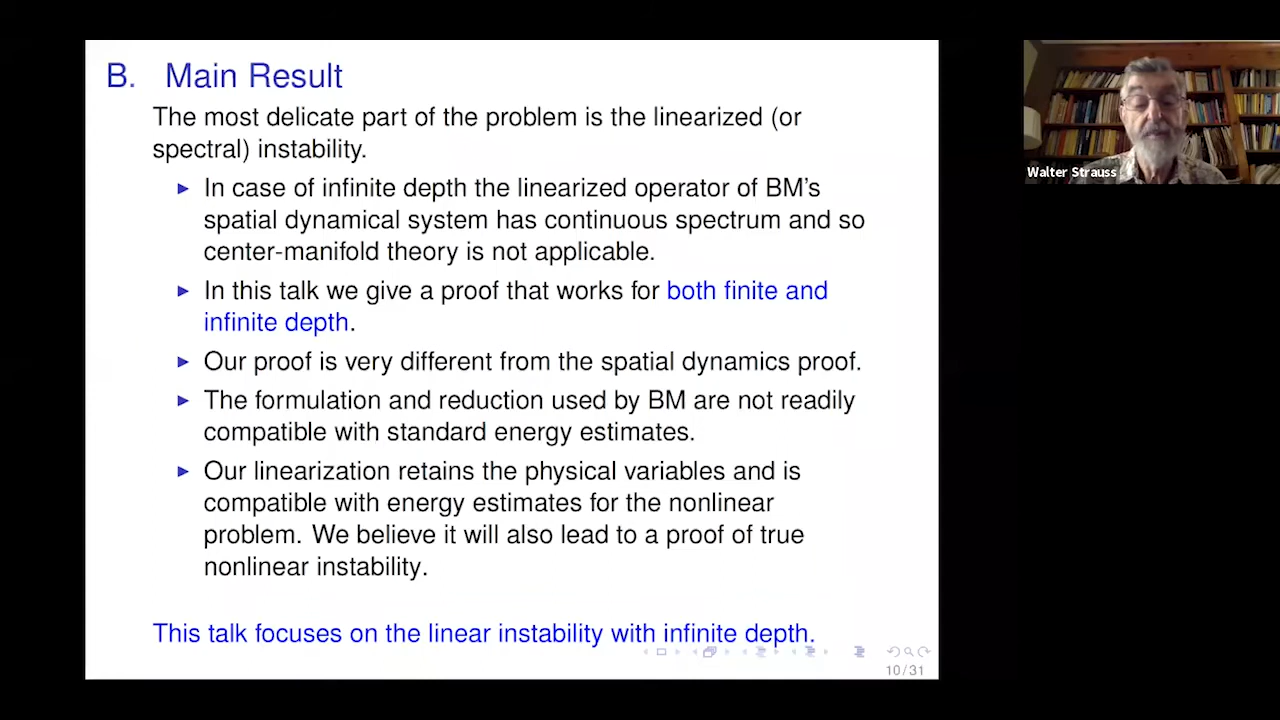 B. Main Result
The most delicate part of the problem is the linearized (or
spectral) instability.
▶ In case of infinite depth the linearized operator of BM's
spatial dynamical system has continuous spectrum and so
center-manifold theory is not applicable.
▶ In this talk we give a proof that works for both finite and
infinite depth.
▶ Our proof is very different from the spatial dynamics proof.
▶ The formulation and reduction used by BM are not readily
compatible with standard energy estimates.
▶ Our linearization retains the physical variables and is
compatible with energy estimates for the nonlinear
problem. We believe it will also lead to a proof of true
nonlinear instability.
This talk focuses on the linear instability with infinite depth.
10/31
Walter Strauss